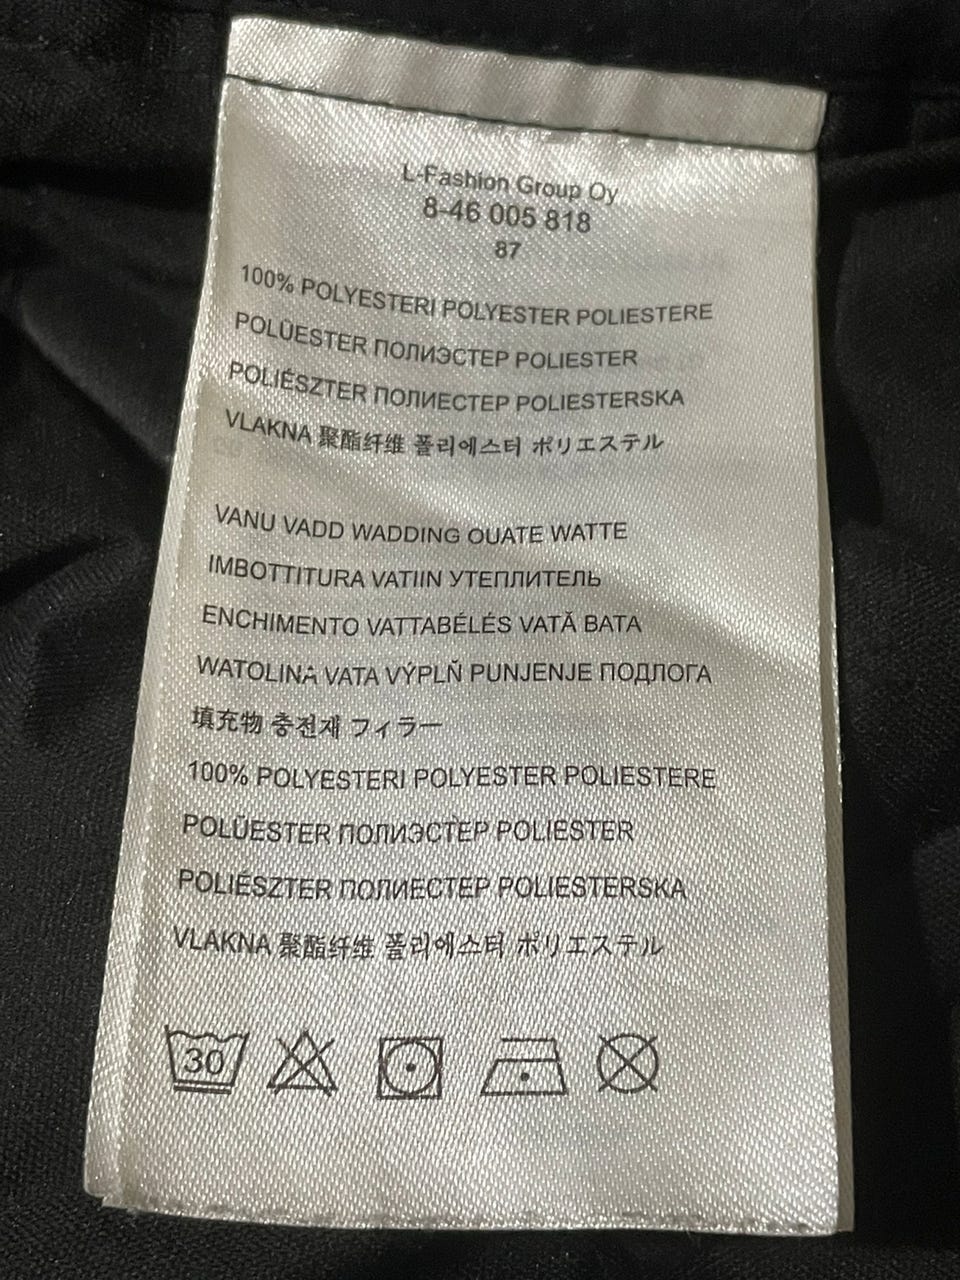 L-Fashion Group Oy
8-46 005 818
87
100% POLYESTERI POLYESTER POLIESTERE
POLÜESTER ПОЛИЭСТЕР POLIESTER
POLIÉSZTER ПОЛИЕСТЕР POLIESTERSKA
VLAKNA 聚酯纤维 폴리에스터 ポリエステル
VANU VADD WADDING OUATE WATTE
IMBOTTITURA VATIIN УТЕПЛИТЕЛЬ
ENCHIMENTO VATTABÉLÉS VATĂ BATA
WATOLINA VATA VÝPLŇ PUNJENJE ПОДЛОГА
填充物 충전재 フィラー
100% POLYESTERI POLYESTER POLIESTERE
POLÜESTER ПОЛИЭСТЕР POLIESTER
POLIÉSZTER ПОЛИЕСТЕР POLIESTERSKA
VLAKNA 聚酯纤维 폴리에스터 ポリエステル
30